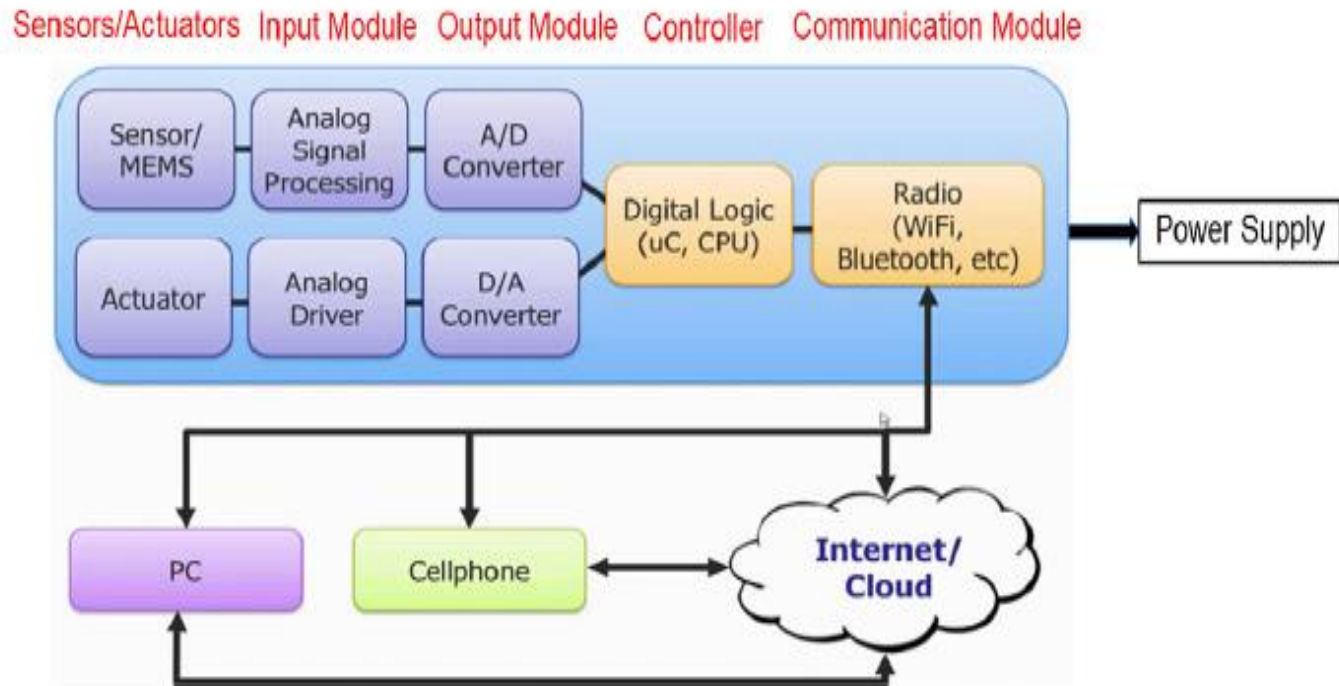 Sensors/Actuators Input Module Output Module Controller Communication Module
Sensor/
MEMS
Analog
Signal
Processing
A/D
Converter
Digital Logic
(uC, CPU)
Radio
(WiFi,
Bluetooth, etc)
Power Supply
Actuator
Analog
Driver
D/A
Converter
PC
Cellphone
Internet/
Cloud